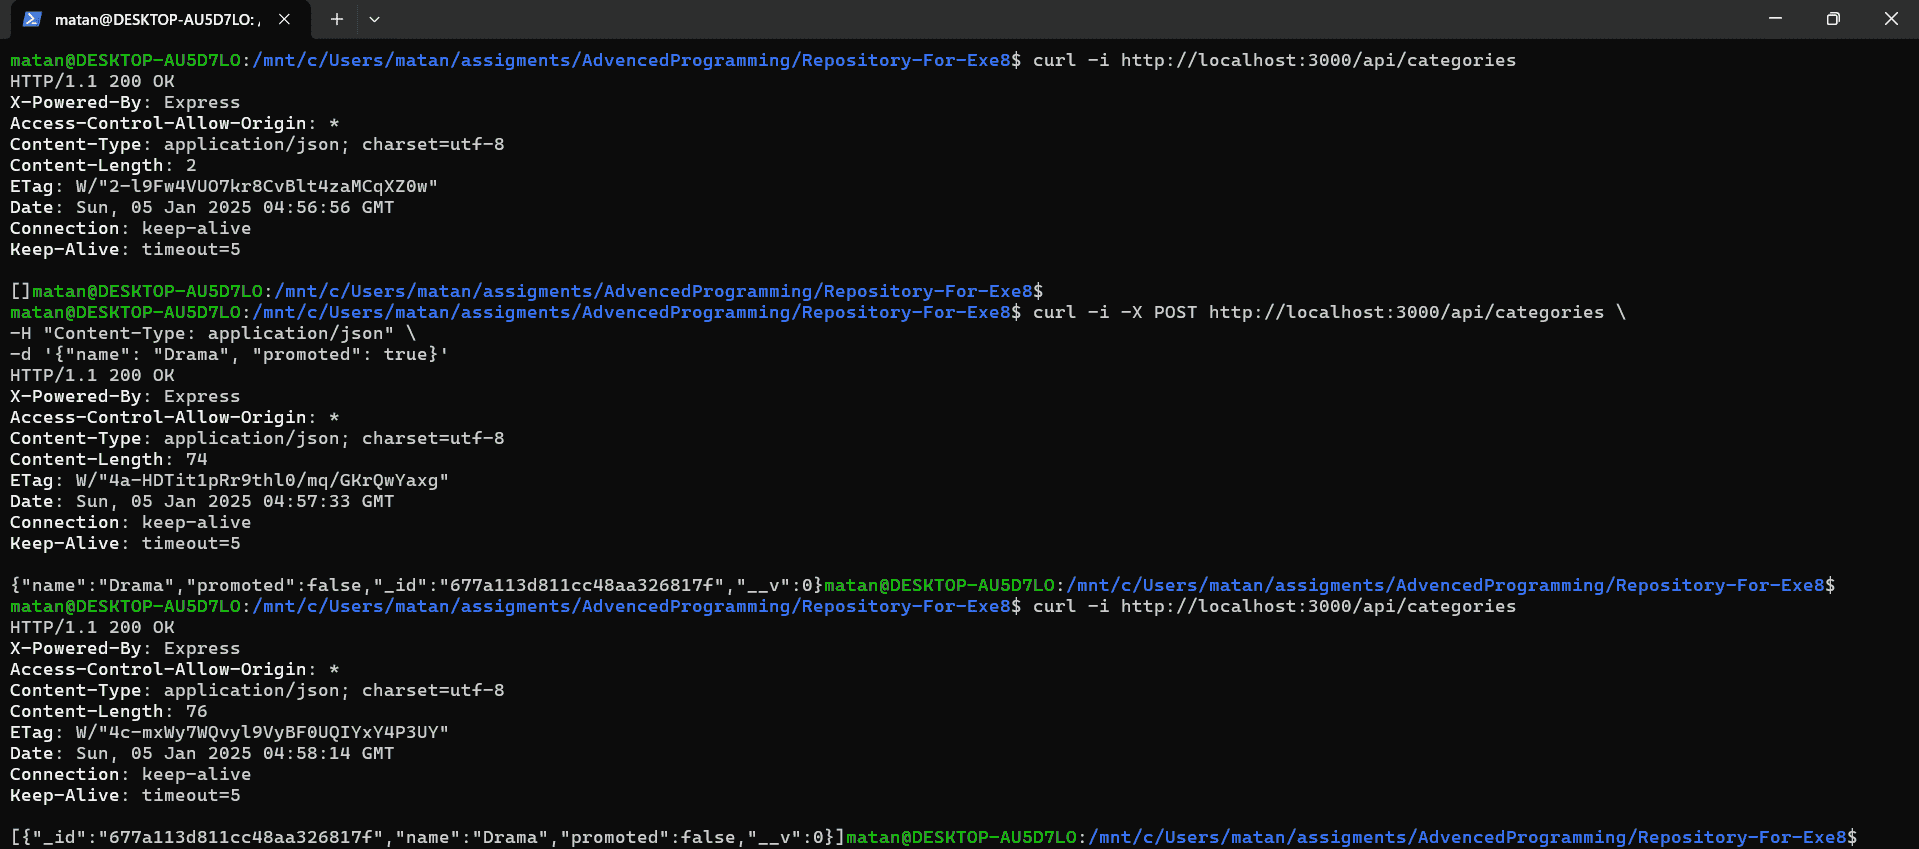 matan@DESKTOP-AU5D7LO: /
matan@DESKTOP-AU5D7LO:/mnt/c/Users/matan/assigments/AdvencedProgramming/Repository-For-Exe8$ curl -i http://localhost:3000/api/categories
HTTP/1.1 200 OK
X-Powered-By: Express
Access-Control-Allow-Origin: *
Content-Type: application/json; charset=utf-8
Content-Length: 2
ETag: W/"2-l9Fw4VUO7kr8CvBlt4zaMCqXZ0w"
Date: Sun, 05 Jan 2025 04:56:56 GMT
Connection: keep-alive
Keep-Alive: timeout=5
[]matan@DESKTOP-AU5D7LO:/mnt/c/Users/matan/assigments/AdvencedProgramming/Repository-For-Exe8$
matan@DESKTOP-AU5D7LO:/mnt/c/Users/matan/assigments/AdvencedProgramming/Repository-For-Exe8$ curl -i -X POST http://localhost:3000/api/categories \
-H "Content-Type: application/json" \
-d '{"name": "Drama", "promoted": true}'
HTTP/1.1 200 OK
X-Powered-By: Express
Access-Control-Allow-Origin: *
Content-Type: application/json; charset=utf-8
Content-Length: 74
ETag: W/"4a-HDTit1pRr9thl0/mq/GKrQwYaxg"
Date: Sun, 05 Jan 2025 04:57:33 GMT
Connection: keep-alive
Keep-Alive: timeout=5
{"name":"Drama","promoted":false,"_id":"677a113d811cc48aa326817f","__v":0}matan@DESKTOP-AU5D7LO:/mnt/c/Users/matan/assigments/AdvencedProgramming/Repository-For-Exe8$
matan@DESKTOP-AU5D7LO:/mnt/c/Users/matan/assigments/AdvencedProgramming/Repository-For-Exe8$ curl -i http://localhost:3000/api/categories
HTTP/1.1 200 OK
X-Powered-By: Express
Access-Control-Allow-Origin: *
Content-Type: application/json; charset=utf-8
Content-Length: 76
ETag: W/"4c-mxWy7WQvyl9VyBF0UQIYxY4P3UY"
Date: Sun, 05 Jan 2025 04:58:14 GMT
Connection: keep-alive
Keep-Alive: timeout=5
[{"_id":"677a113d811cc48aa326817f","name":"Drama","promoted":false,"__v":0}]matan@DESKTOP-AU5D7LO:/mnt/c/Users/matan/assigments/AdvencedProgramming/Repository-For-Exe8$